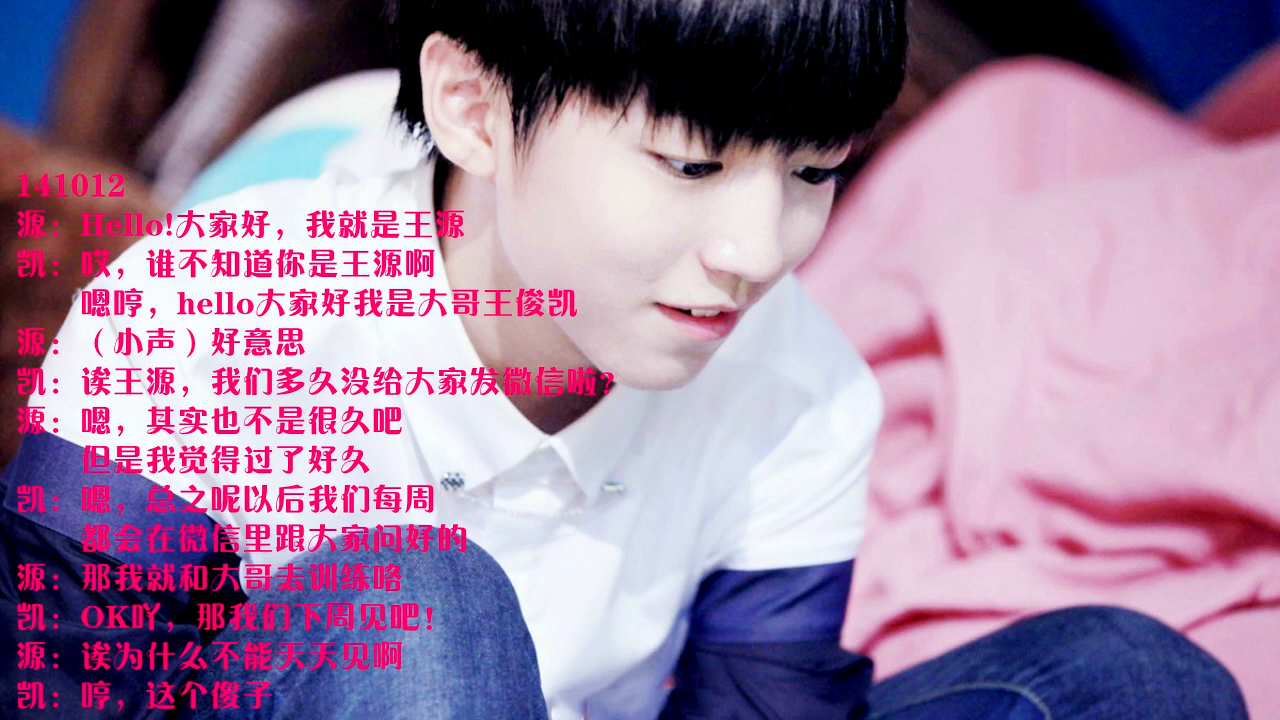 141012
源：Hello!大家好，我就是王源
凯：哎，谁不知道你是王源啊
嗯哼，hello大家好我是大哥王俊凯
源：（小声）好意思
凯：诶王源，我们多久没给大家发微信啦？
源：嗯，其实也不是很久吧
但是我觉得过了好久
凯：嗯，总之呢以后我们每周
都会在微信里跟大家问好的
源：那我就和大哥去训练咯
凯：OK吖，那我们下周见吧！
源：诶为什么不能天天见啊
凯：哼，这个傻子